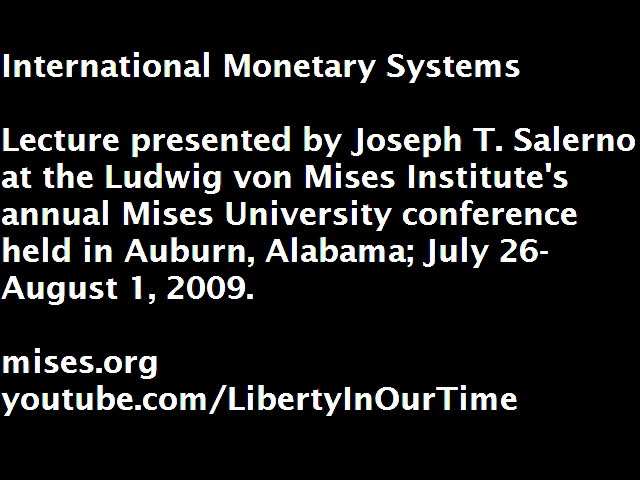 International Monetary Systems
Lecture presented by Joseph T. Salerno
at the Ludwig von Mises Institute's
annual Mises University conference
held in Auburn, Alabama; July 26-
August 1, 2009.
mises.org
youtube.com/LibertyInOurTime